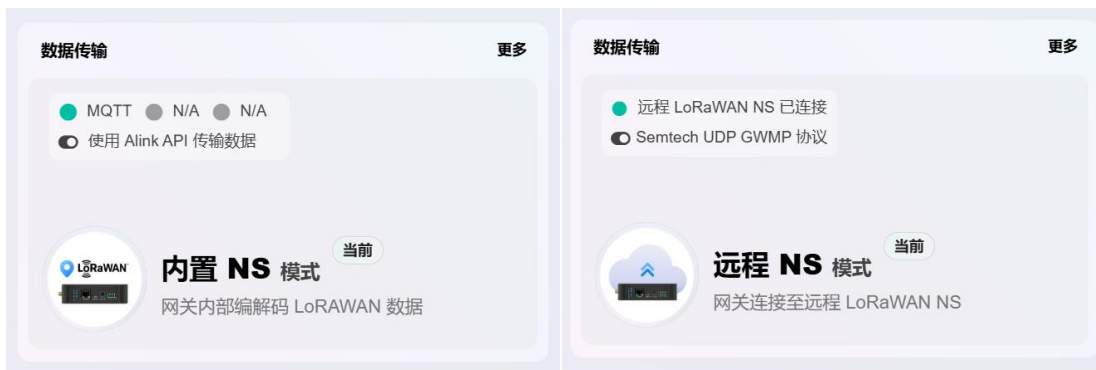 数据传输 更多
MQTT N/A N/A
使用 Alink API 传输数据
LoRaWAN
内置 NS 模式 当前
网关内部编解码 LoRAWAN 数据
数据传输 更多
远程 LoRaWAN NS 已连接
Semtech UDP GWMP 协议
远程 NS 模式 当前
网关连接至远程 LoRaWAN NS